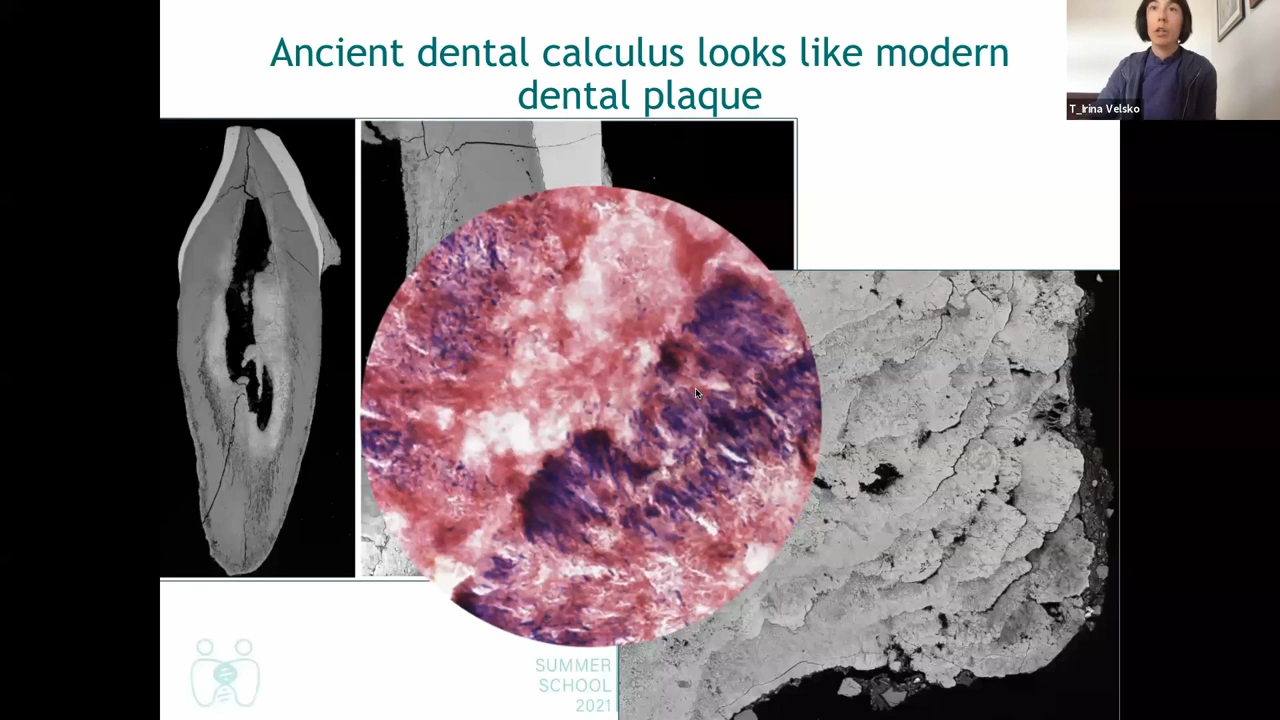 Ancient dental calculus looks like modern
dental plaque
T_Irina Velsko
SUMMER
SCHOOL
2021